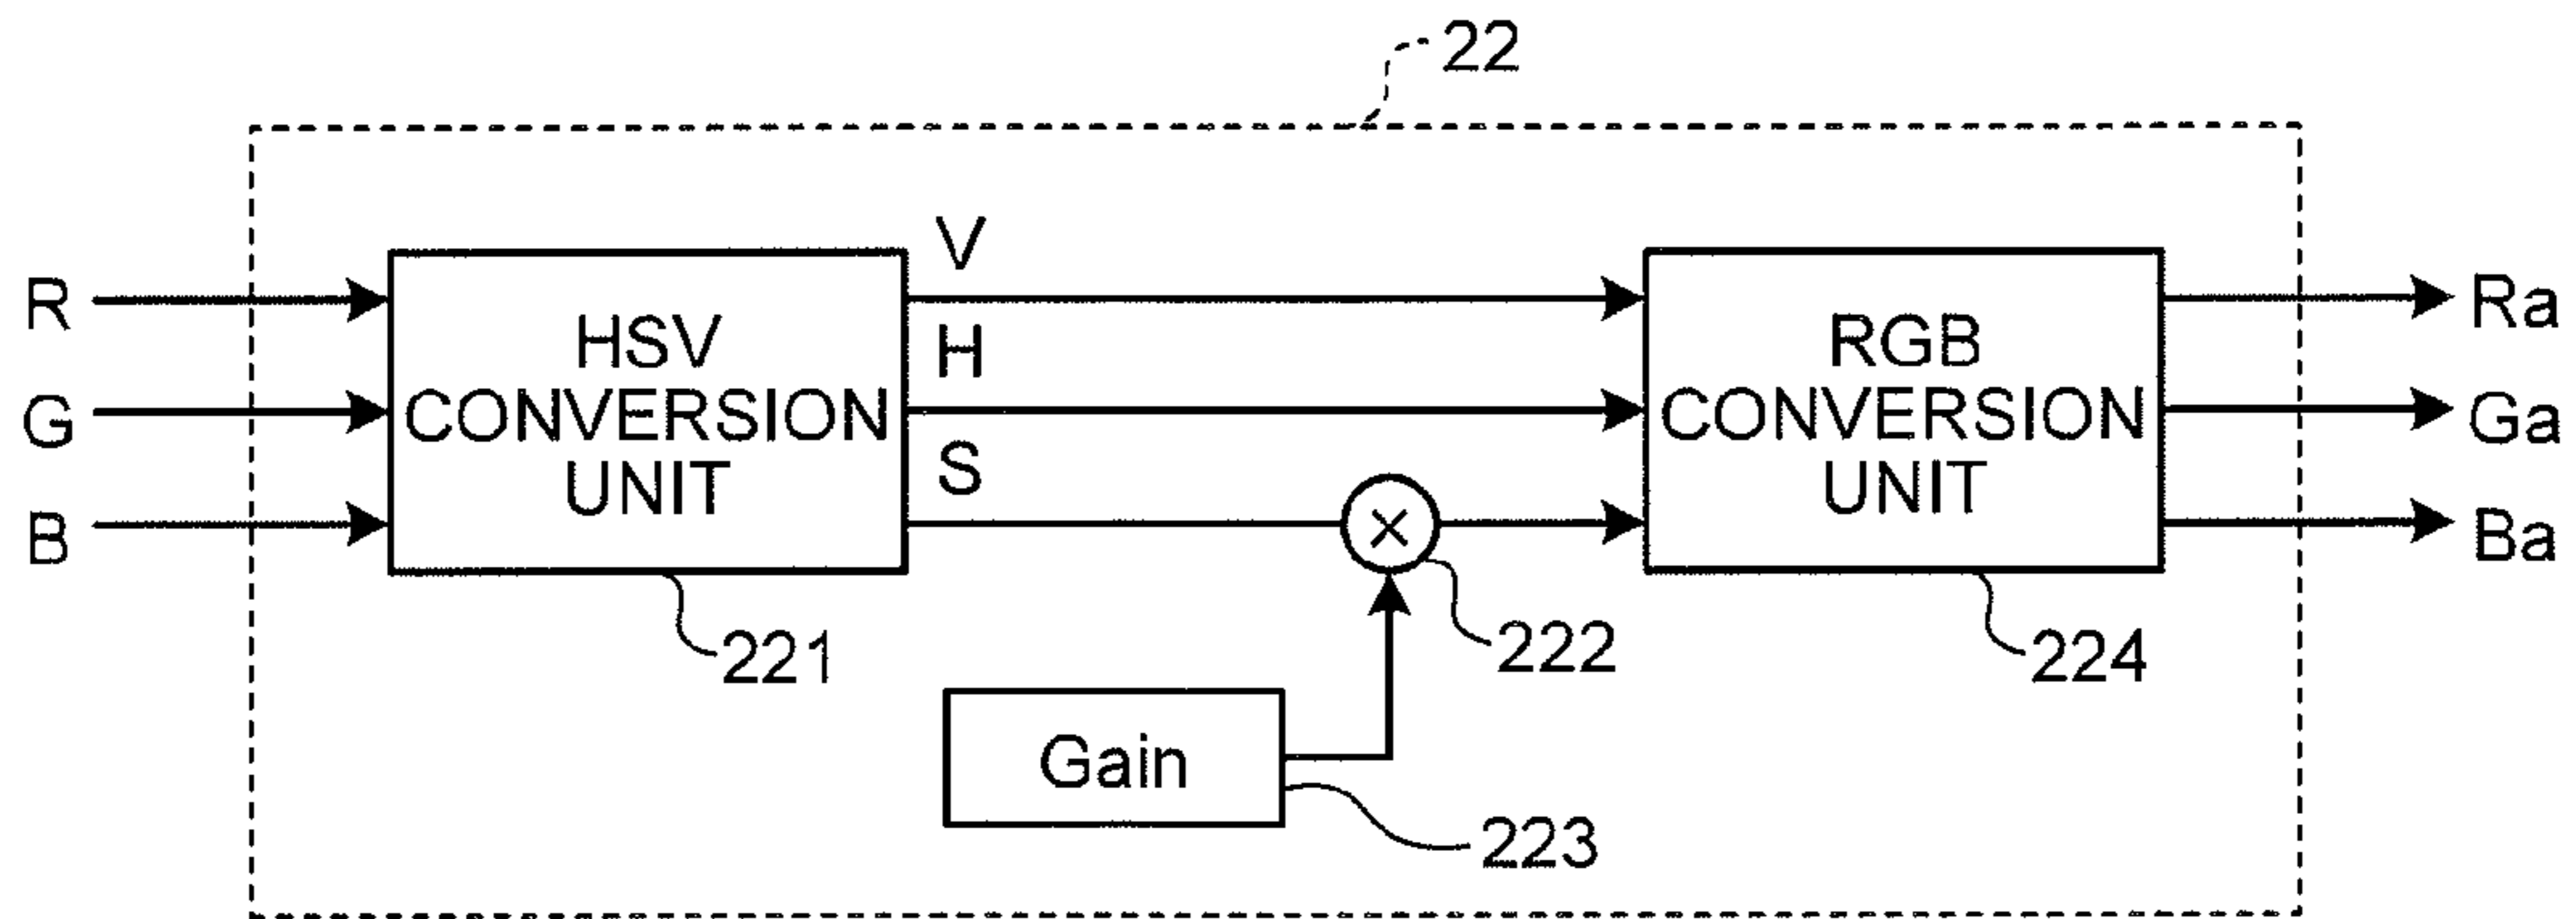 22
R
G
B
HSV
CONVERSION
UNIT
221
V
H
S
×
222
Gain
223
RGB
CONVERSION
UNIT
224
Ra
Ga
Ba